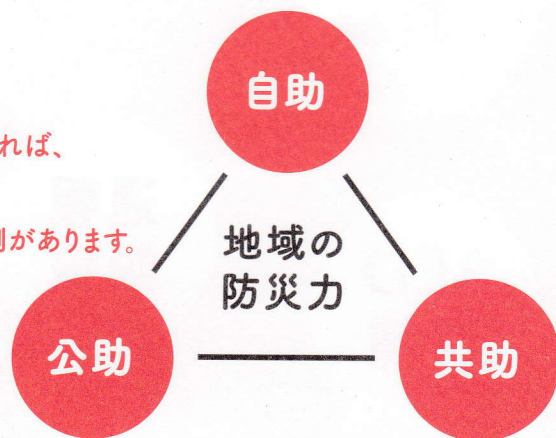 自助
れば、
があります。
地域の
防災力
公助
共助